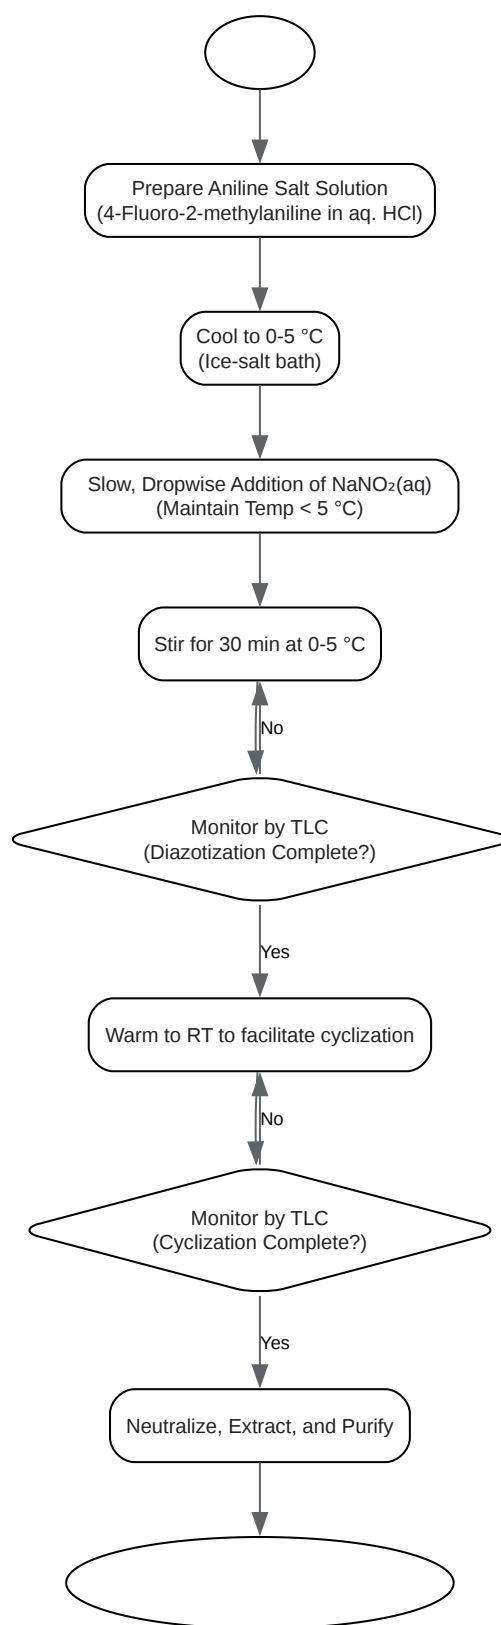 Prepare Aniline Salt Solution
(4-Fluoro-2-methylaniline in aq. HCl)
Cool to 0-5 °C
(Ice-salt bath)
Slow, Dropwise Addition of NaNO₂(aq)
(Maintain Temp < 5 °C)
Stir for 30 min at 0-5 °C
No
Monitor by TLC
(Diazotization Complete?)
Yes
Warm to RT to facilitate cyclization
No
Monitor by TLC
(Cyclization Complete?)
Yes
Neutralize, Extract, and Purify